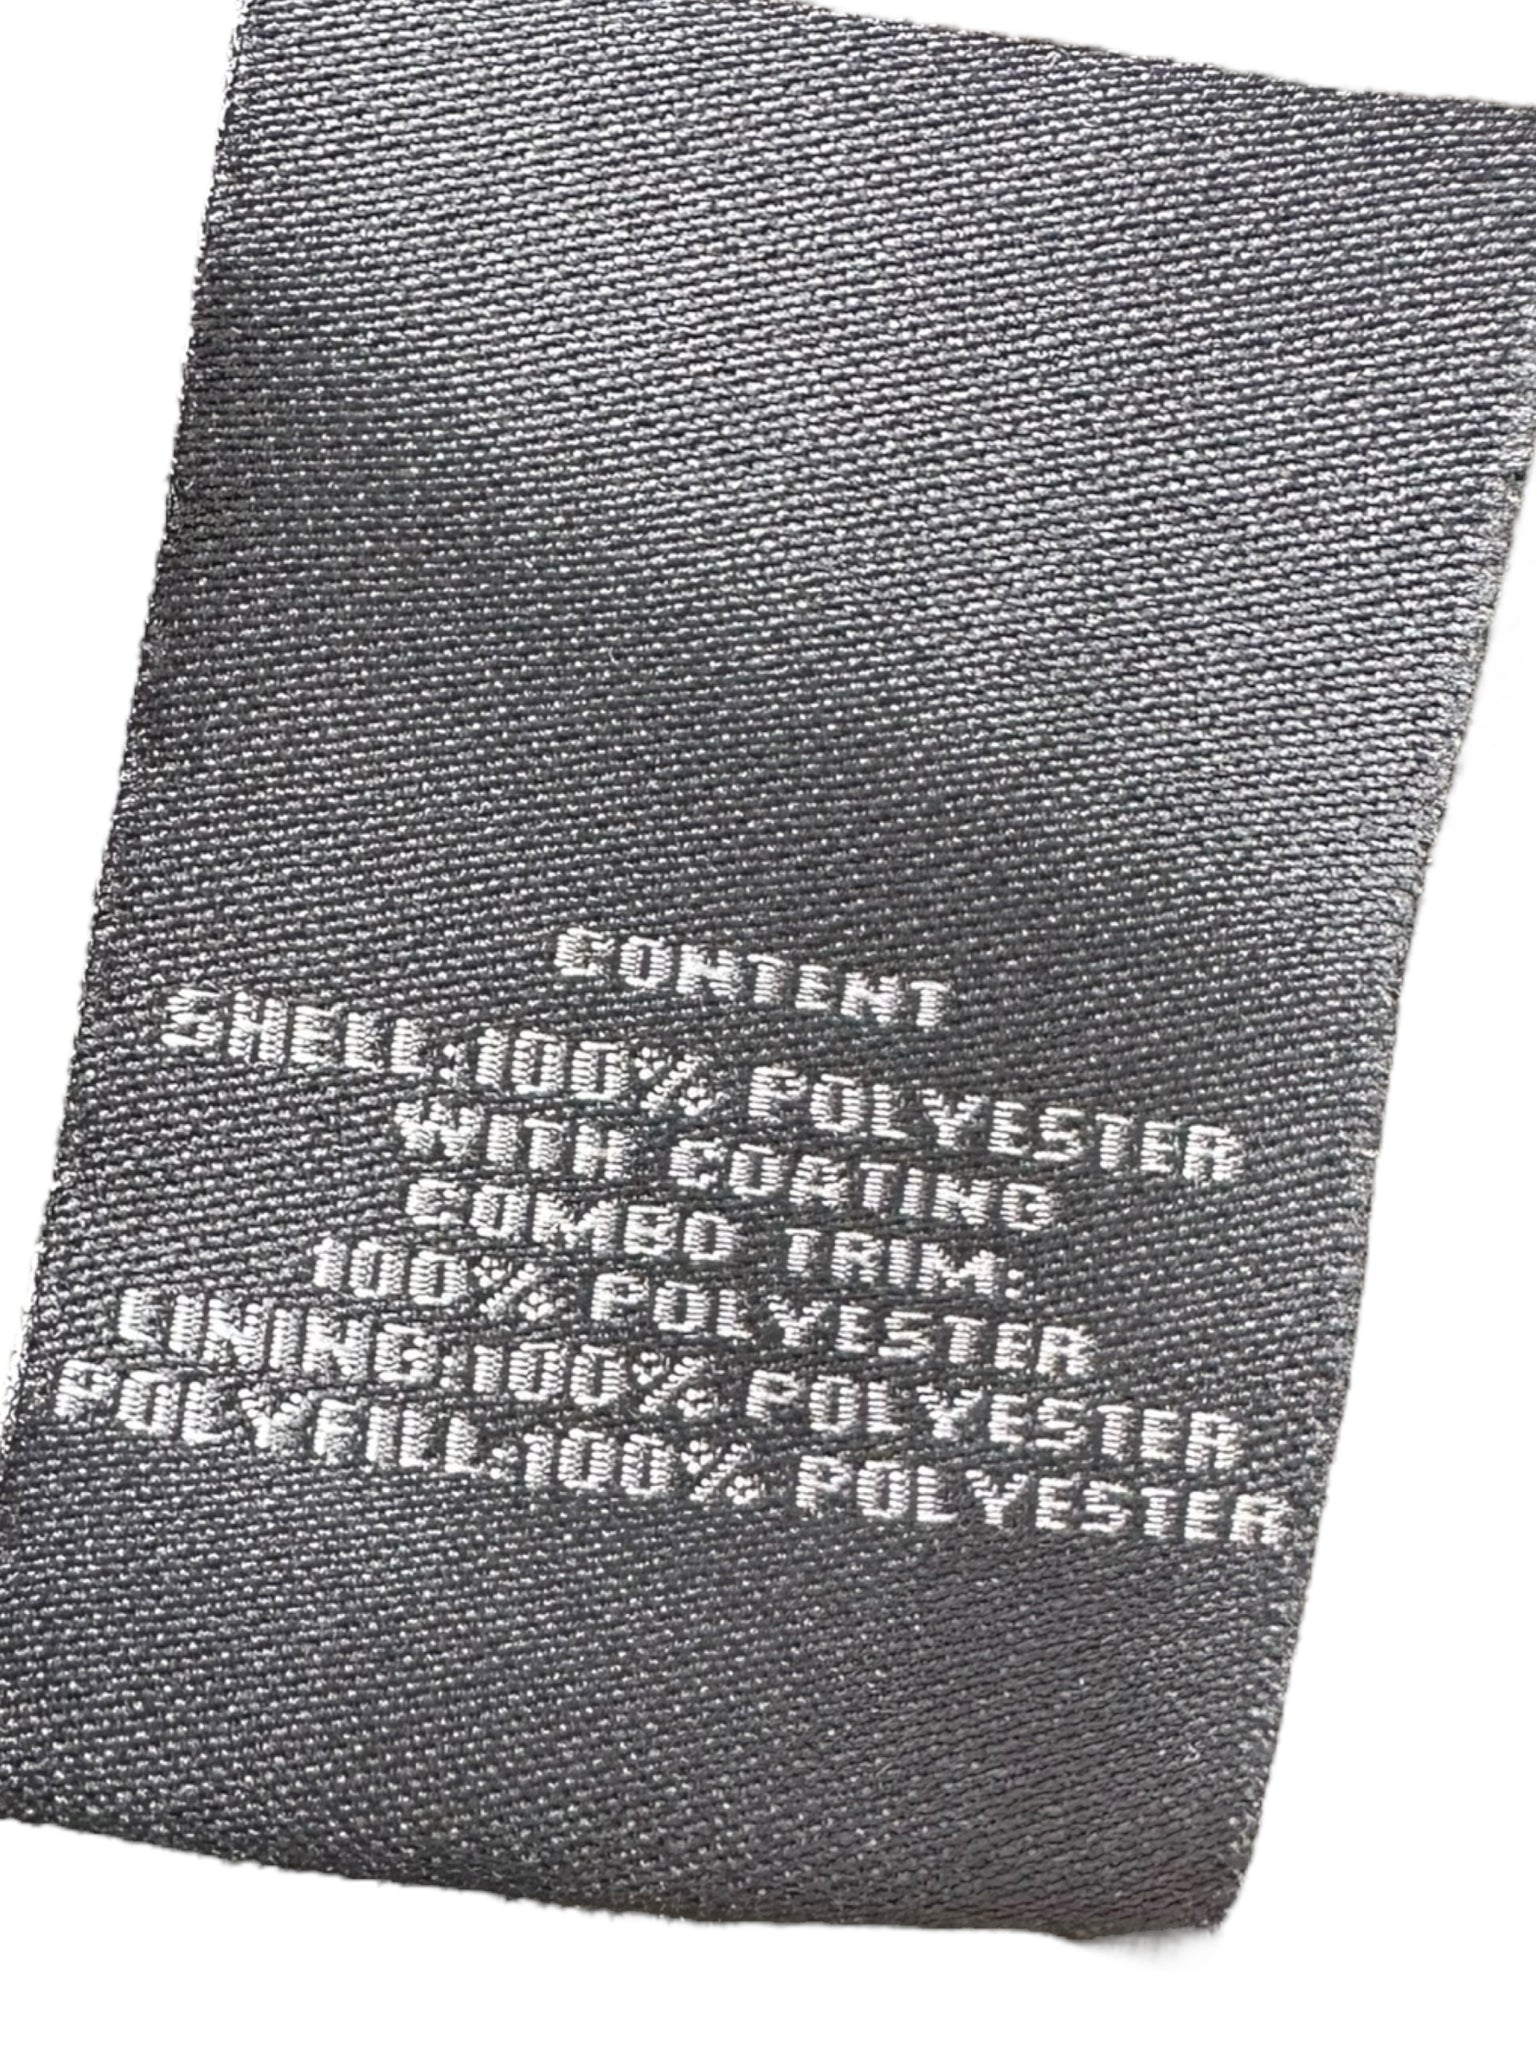 CONTENT
SHELL:100% POLYESTER
WITH COATING
COMBO TRIM:
100% POLYESTER
LINING:100% POLYESTER
POLYFILL:100% POLYESTER